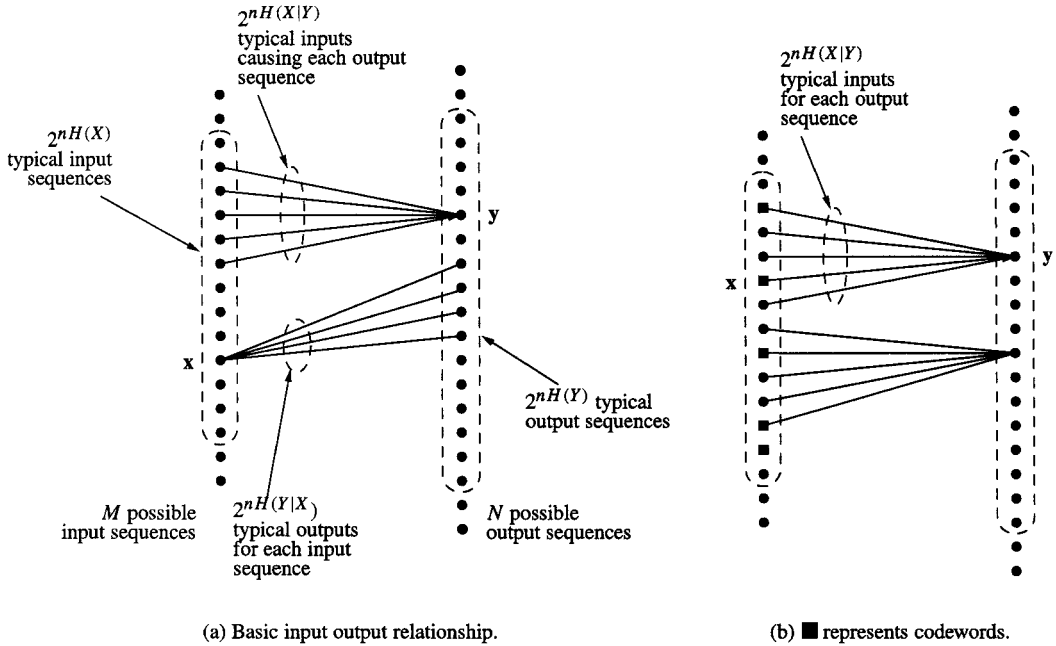 2^{nH(X|Y)}
typical inputs
causing each output
sequence
2^{nH(X)}
typical input
sequences
y
x
2^{nH(Y)} typical
output sequences
M possible
input sequences
2^{nH(Y|X)}
typical outputs
for each input
sequence
N possible
output sequences
(a) Basic input output relationship.
2^{nH(X|Y)}
typical inputs
for each output
sequence
y
x
(b) ■ represents codewords.